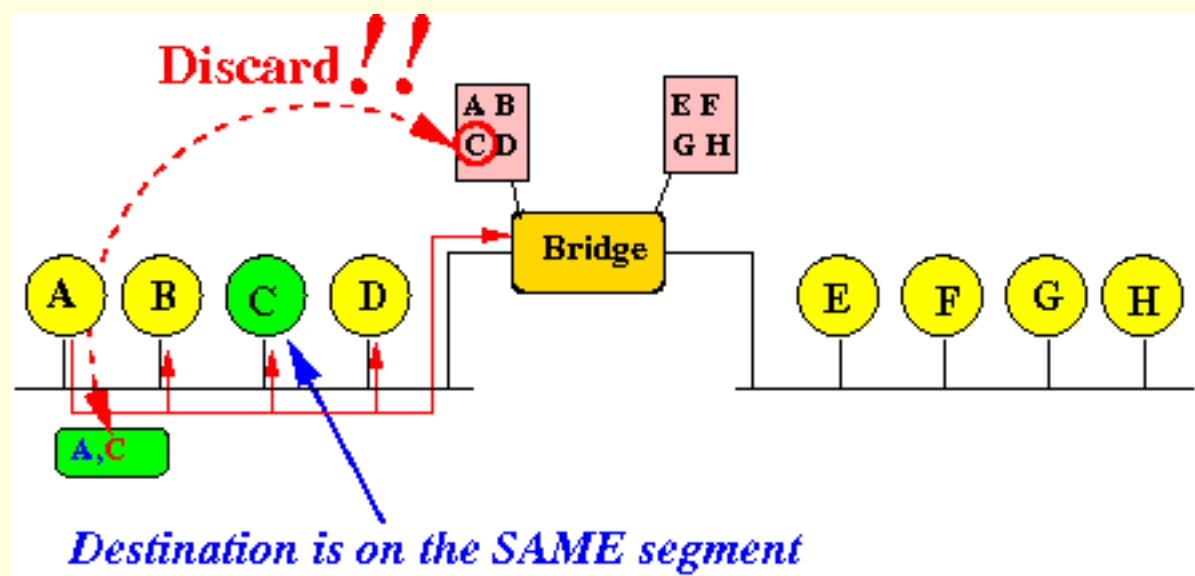 Discard!!
A B
C D
E F
G H
Bridge
A
B
C
D
E
F
G
H
A,C
Destination is on the SAME segment